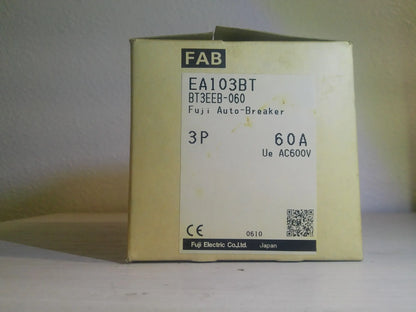 FAB
EA103BT
BT3EEB-060
Fuji Auto-Breaker
3P 60A
Ue AC600V
CE 0610
Fuji Electric Co.,Ltd. Japan